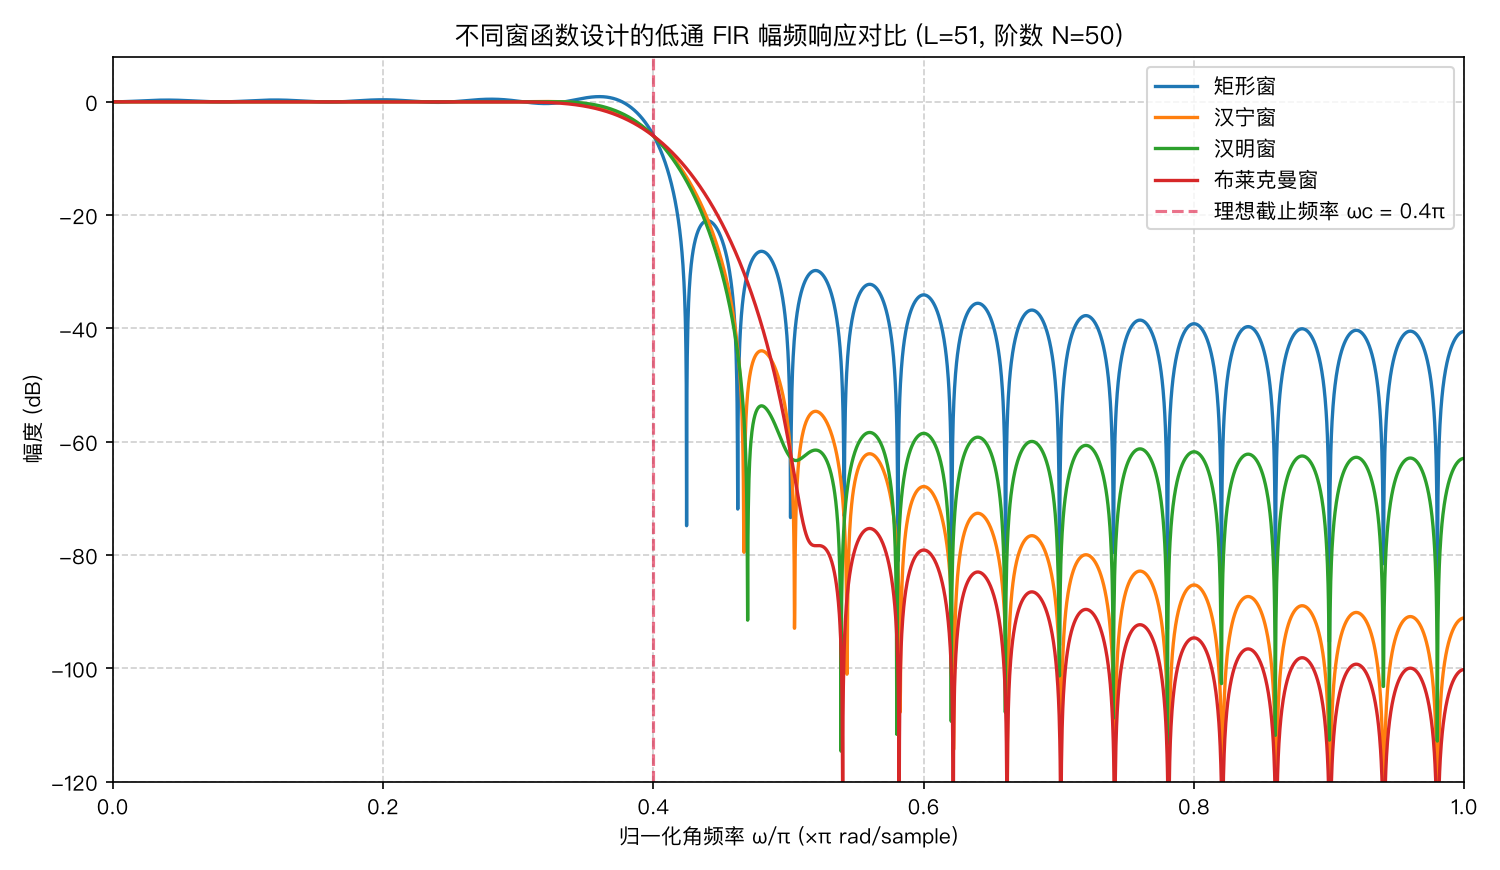 不同窗函数设计的低通 FIR 幅频响应对比 (L=51, 阶数 N=50)
矩形窗
汉宁窗
汉明窗
布莱克曼窗
理想截止频率 ωc = 0.4π
幅度 (dB)
0
−20
−40
−60
−80
−100
−120
0.0 0.2 0.4 0.6 0.8 1.0
归一化角频率 ω/π (×π rad/sample)